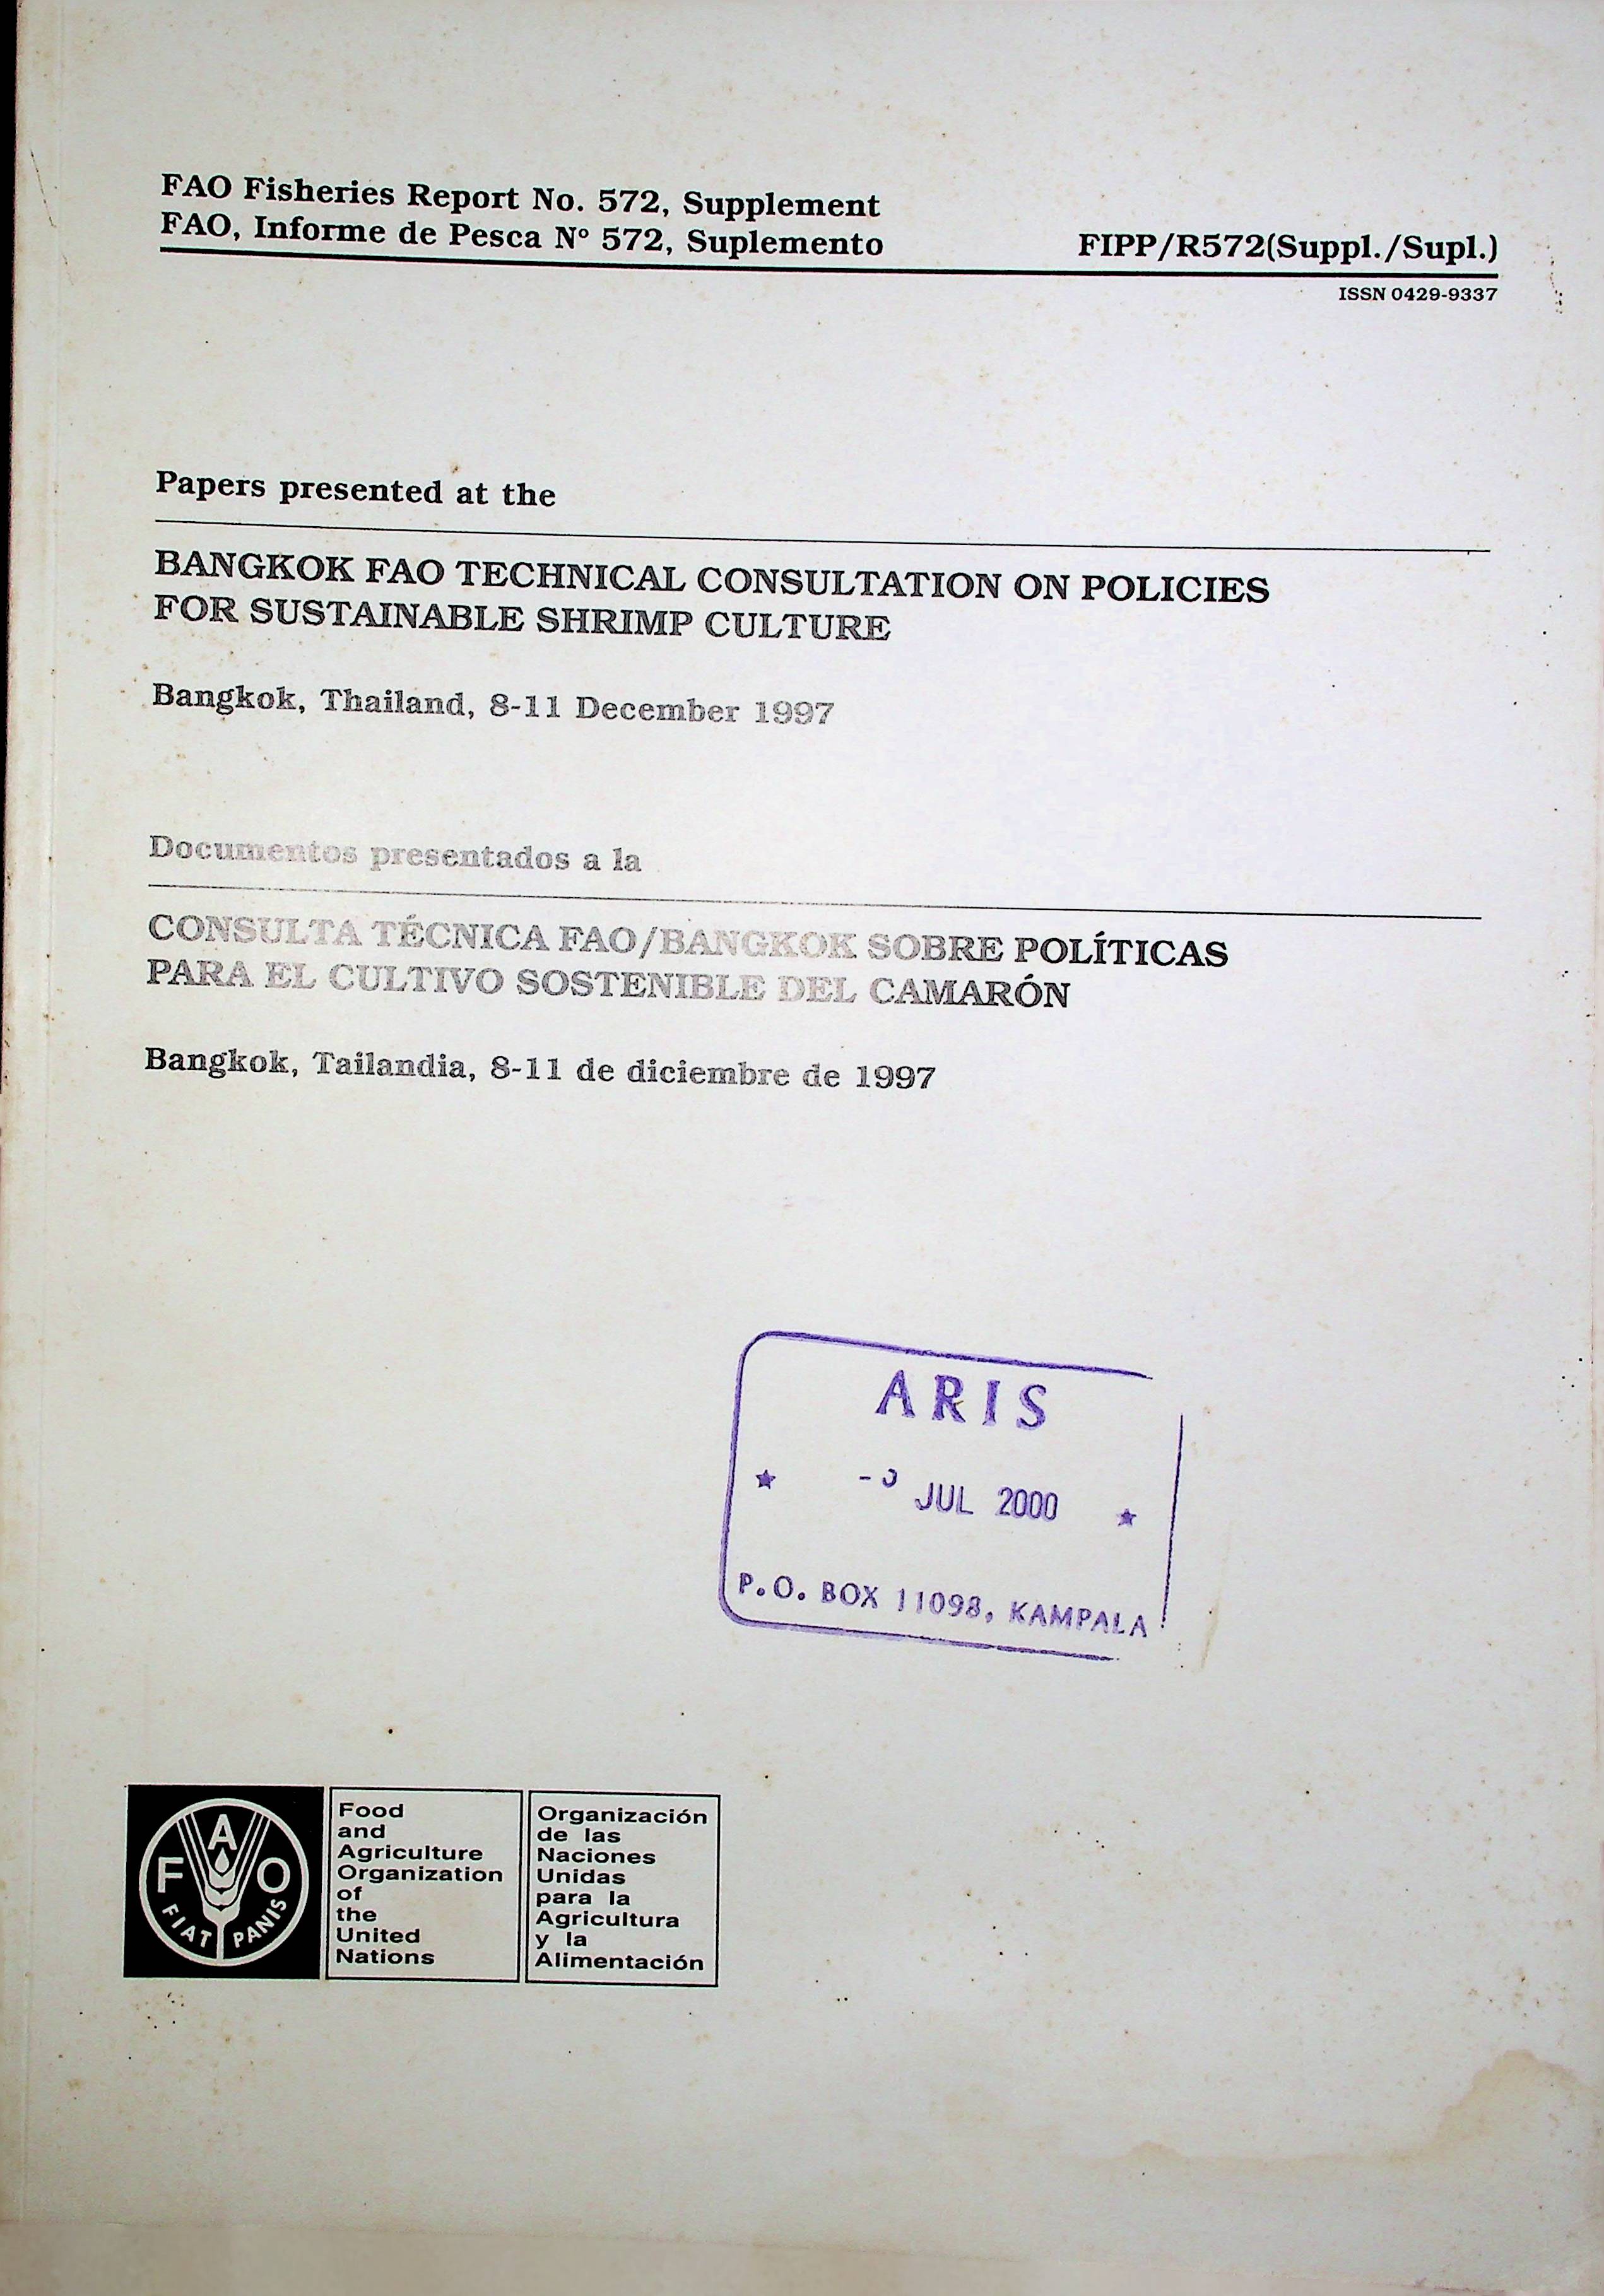 FAO Fisheries Report No. 572, Supplement
FAO, Informe de Pesca Nº 572, Suplemento
FIPP/R572(Suppl./Supl.)
ISSN 0429-9337
Papers presented at the
BANGKOK FAO TECHNICAL CONSULTATION ON POLICIES
FOR SUSTAINABLE SHRIMP CULTURE
Bangkok, Thailand, 8-11 December 1997
Documentos presentados a la
CONSULTA TÉCNICA FAO/BANGKOK SOBRE POLÍTICAS
PARA EL CULTIVO SOSTENIBLE DEL CAMARÓN
Bangkok, Tailandia, 8-11 de diciembre de 1997
ARIS
JUL 2000
P.O. BOX 11098, KAMPALA
FAO
FIAT PANIS
Food
and
Agriculture
Organization
of
the
United
Nations
Organización
de las
Naciones
Unidas
para la
Agricultura
y la
Alimentación